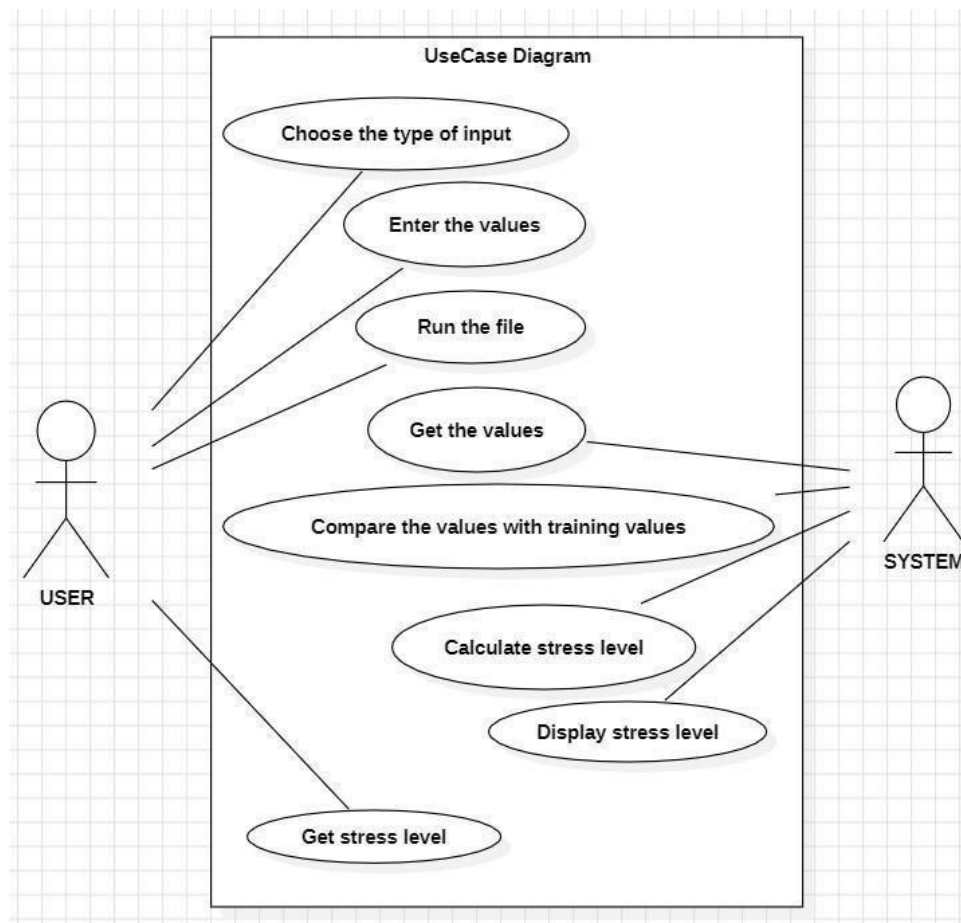 UseCase Diagram
Choose the type of input
Enter the values
Run the file
Get the values
Compare the values with training values
USER
SYSTEM
Calculate stress level
Display stress level
Get stress level